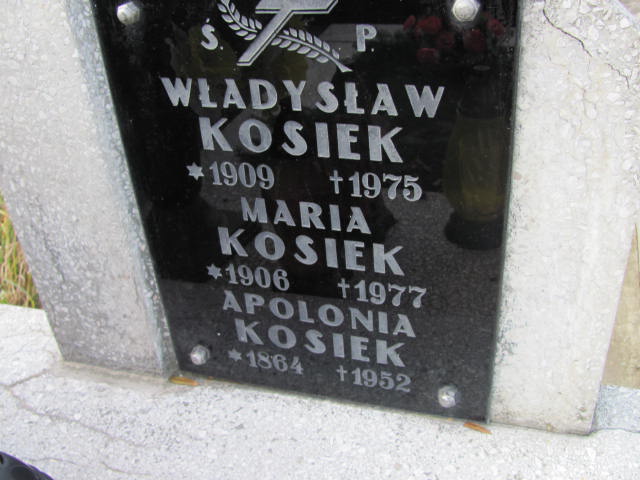 Ś. P.
WŁADYSŁAW
KOSIEK
*1909 †1975
MARIA
KOSIEK
*1906 †1977
APOLONIA
KOSIEK
*1864 †1952